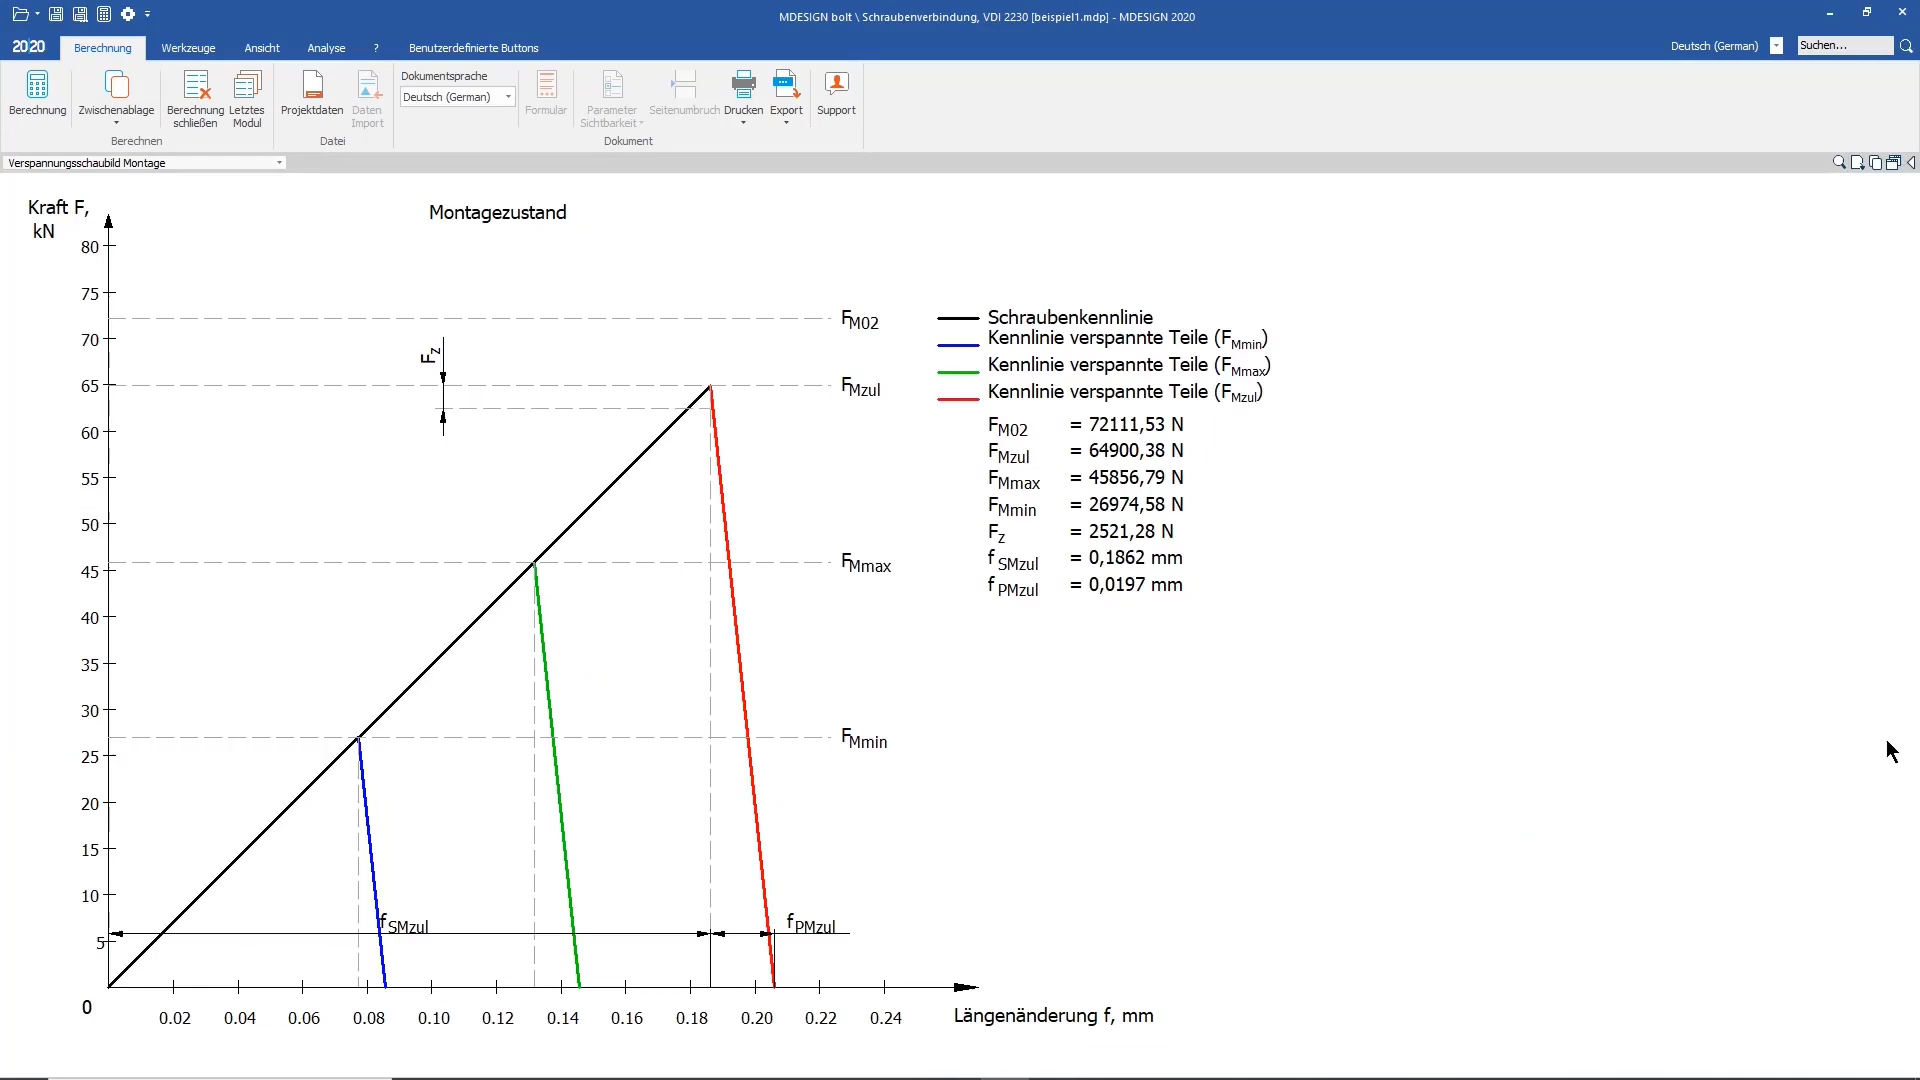 MDESIGN bolt \ Schraubenverbindung, VDI 2230 [beispiel1.mdp] - MDESIGN 2020
2020
Berechnung
Werkzeuge
Ansicht
Analyse
?
Benutzerdefinierte Buttons
Deutsch (German)
Suchen...
Berechnung
Zwischenablage
Berechnung schließen
Letztes Modul
Berechnen
Projektdaten
Daten Import
Datei
Dokumentsprache
Deutsch (German)
Formular
Parameter Sichtbarkeit
Seitenumbruch
Drucken
Export
Dokument
Support
Verspannungsschaubild Montage
Kraft F,
kN
Montagezustand
80
75
70
65
60
55
50
45
40
35
30
25
20
15
10
5
0
0.02 0.04 0.06 0.08 0.10 0.12 0.14 0.16 0.18 0.20 0.22 0.24
Längenänderung f, mm
Fz
FM02
FMzul
FMmax
FMmin
f SMzul
f PMzul
Schraubenkennlinie
Kennlinie verspannte Teile (FMmin)
Kennlinie verspannte Teile (FMmax)
Kennlinie verspannte Teile (FMzul)
FM02 = 72111,53 N
FMzul = 64900,38 N
FMmax = 45856,79 N
FMmin = 26974,58 N
Fz = 2521,28 N
f SMzul = 0,1862 mm
f PMzul = 0,0197 mm